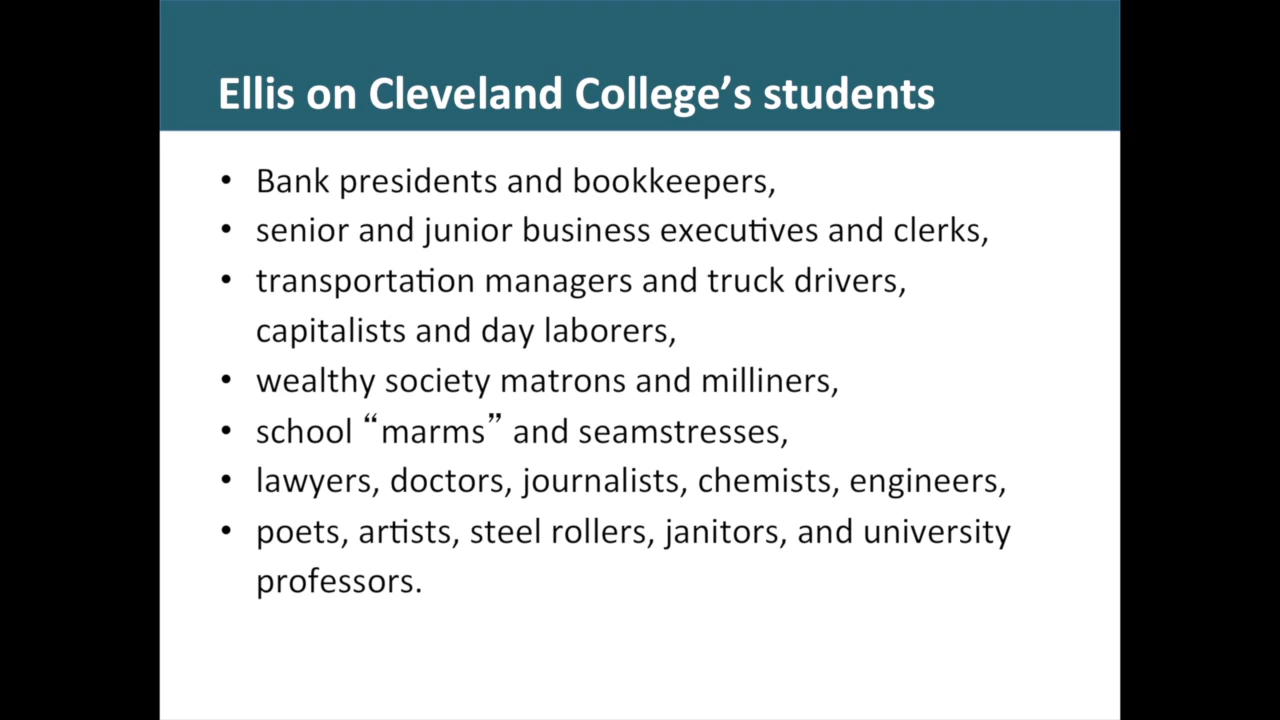 Ellis on Cleveland College’s students
• Bank presidents and bookkeepers,
• senior and junior business executives and clerks,
• transportation managers and truck drivers,
capitalists and day laborers,
• wealthy society matrons and milliners,
• school “marms” and seamstresses,
• lawyers, doctors, journalists, chemists, engineers,
• poets, artists, steel rollers, janitors, and university
professors.